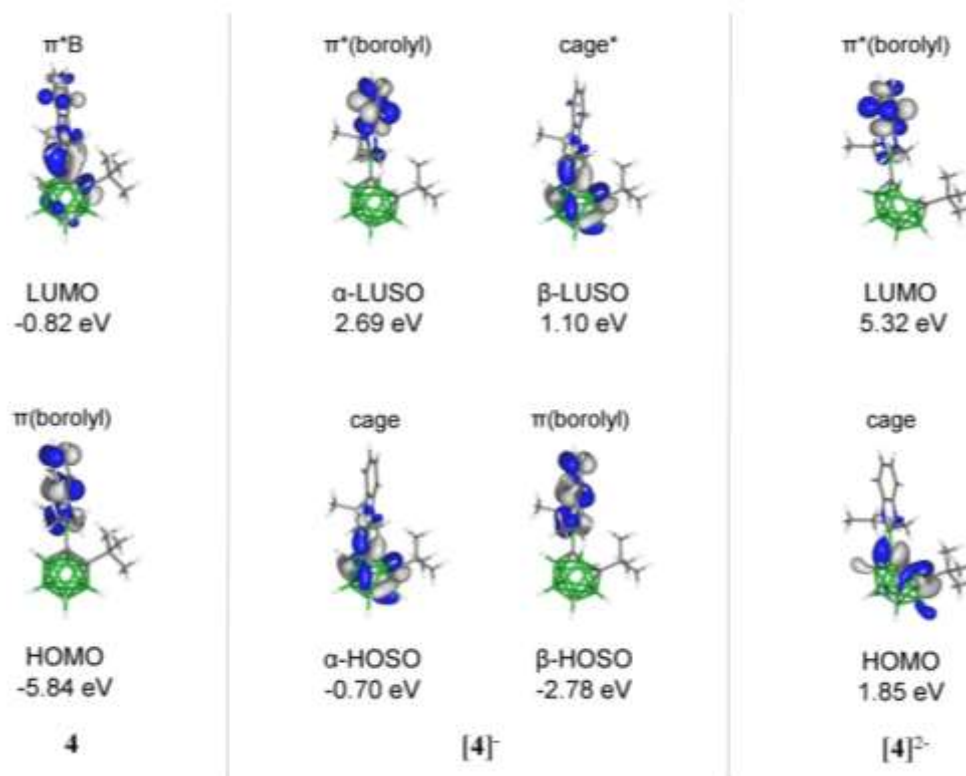 π*B
π*(borolyl)
cage*
π*(borolyl)
LUMO
-0.82 eV
α-LUSO
2.69 eV
β-LUSO
1.10 eV
LUMO
5.32 eV
π(borolyl)
cage
π(borolyl)
cage
HOMO
-5.84 eV
α-HOSO
-0.70 eV
β-HOSO
-2.78 eV
HOMO
1.85 eV
4
[4]⁻
[4]²⁻